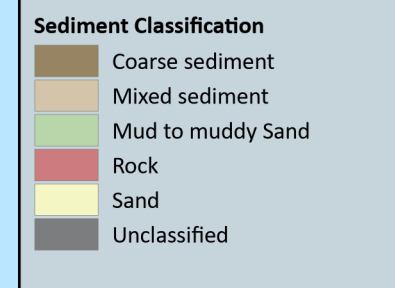 Sediment Classification
Coarse sediment
Mixed sediment
Mud to muddy Sand
Rock
Sand
Unclassified